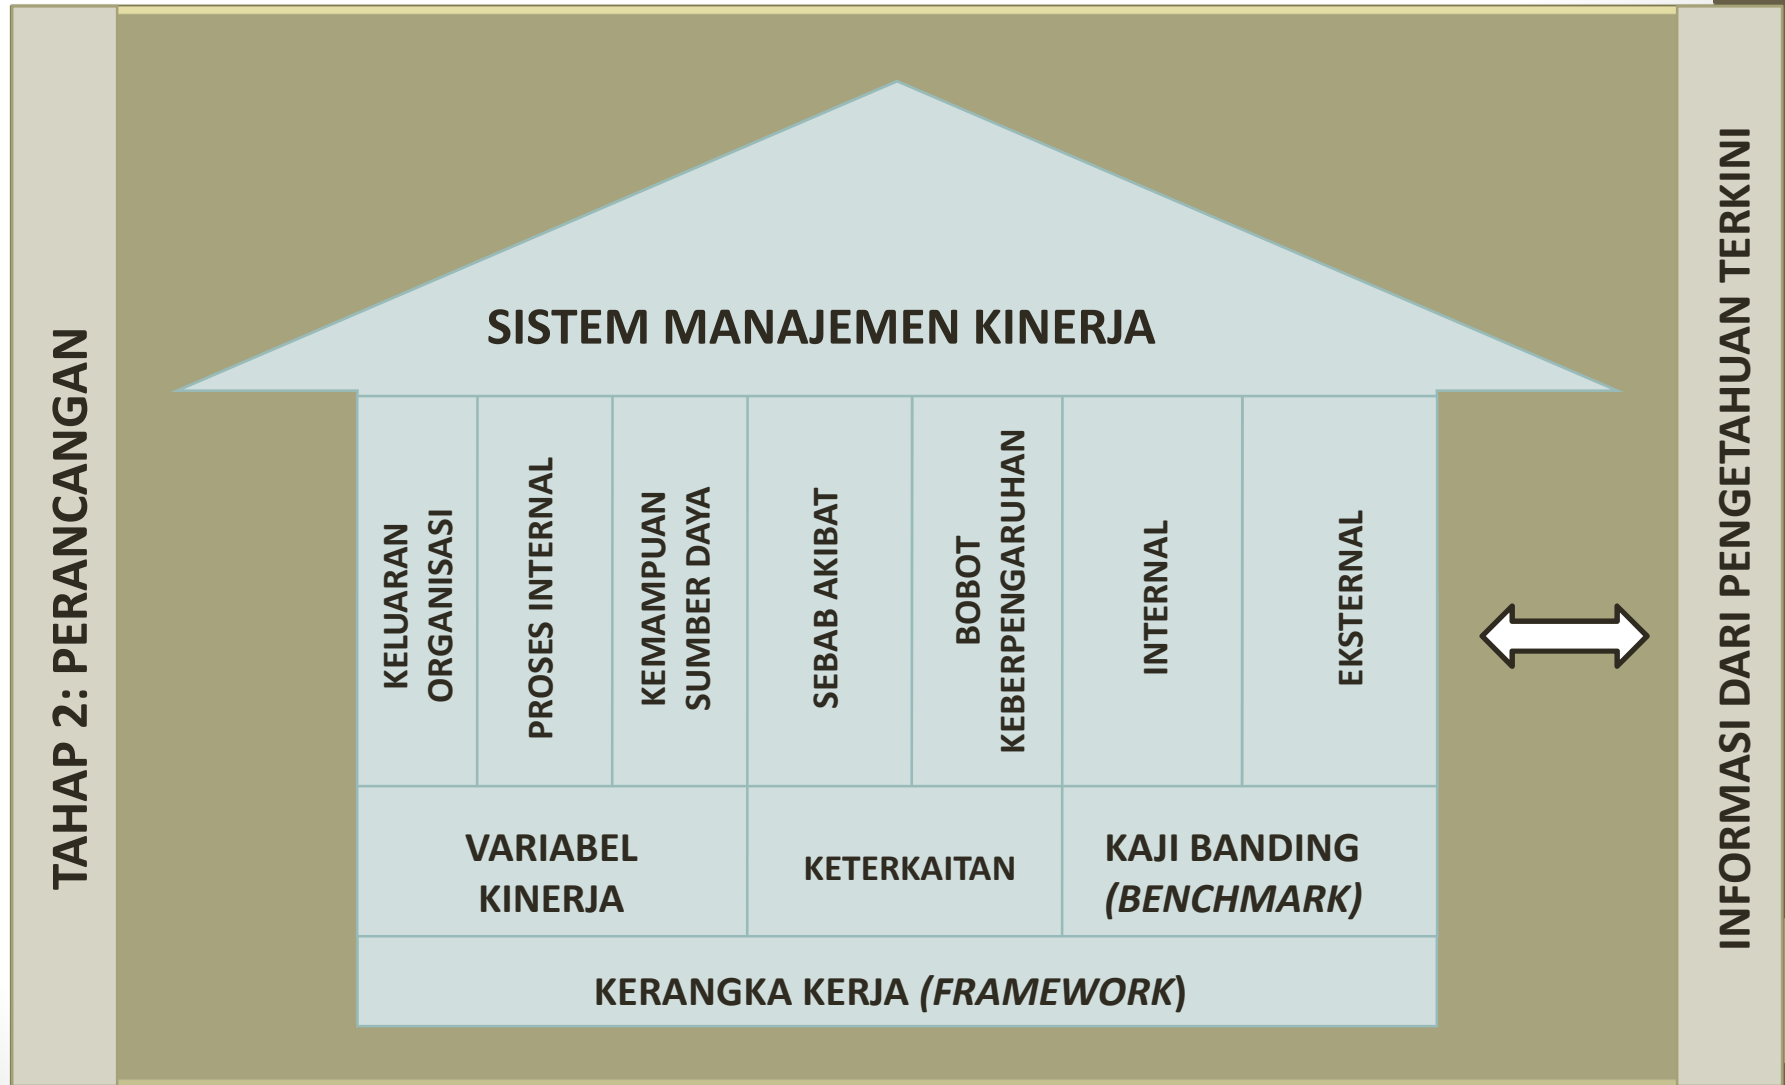 TAHAP 2: PERANCANGAN
SISTEM MANAJEMEN KINERJA
KELUARAN
ORGANISASI
PROSES INTERNAL
KEMAMPUAN
SUMBER DAYA
SEBAB AKIBAT
BOBOT
KEBERPENGARUHAN
INTERNAL
EKSTERNAL
VARIABEL
KINERJA
KETERKAITAN
KAJI BANDING
(BENCHMARK)
KERANGKA KERJA (FRAMEWORK)
INFORMASI DARI PENGETAHUAN TERKINI